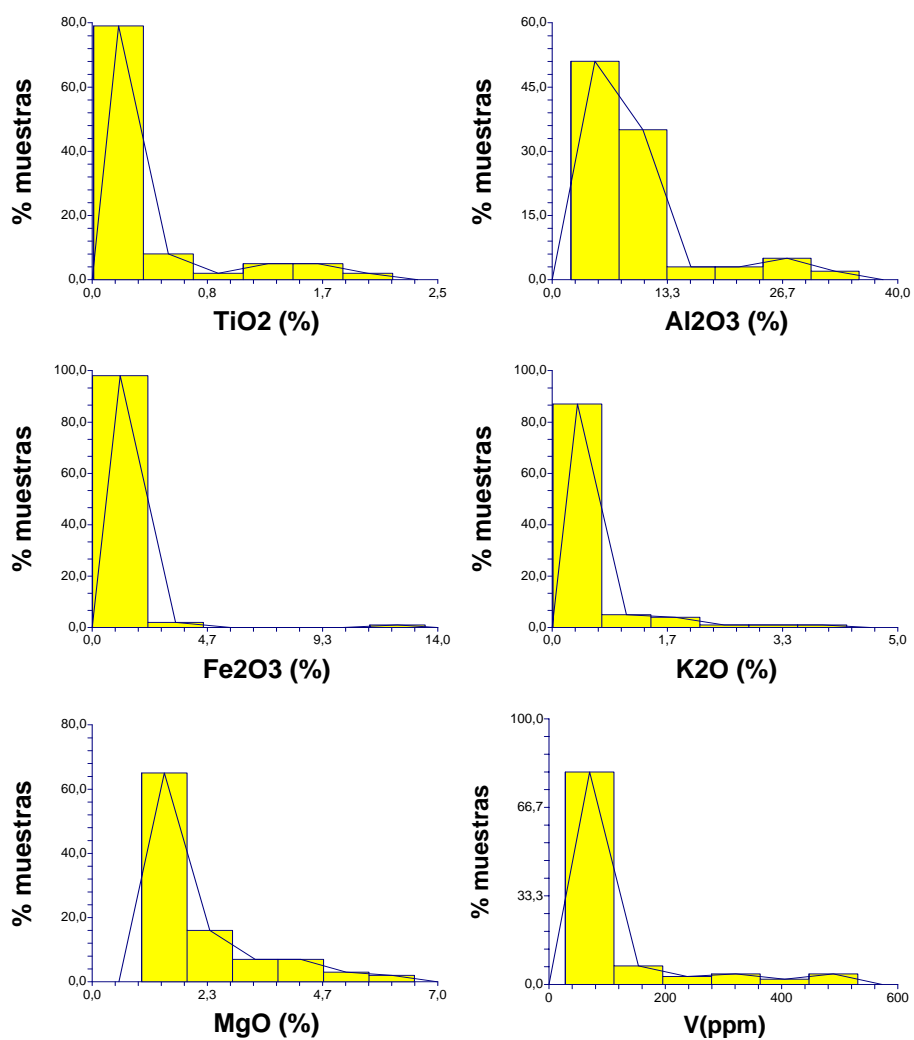 % muestras
80,0
60,0
40,0
20,0
0,0
0,0 0,8 1,7 2,5
TiO2 (%)
% muestras
60,0
45,0
30,0
15,0
0,0
0,0 13,3 26,7 40,0
Al2O3 (%)
% muestras
100,0
80,0
60,0
40,0
20,0
0,0
0,0 4,7 9,3 14,0
Fe2O3 (%)
% muestras
100,0
80,0
60,0
40,0
20,0
0,0
0,0 1,7 3,3 5,0
K2O (%)
% muestras
80,0
60,0
40,0
20,0
0,0
0,0 2,3 4,7 7,0
MgO (%)
% muestras
100,0
66,7
33,3
0,0
0 200 400 600
V(ppm)